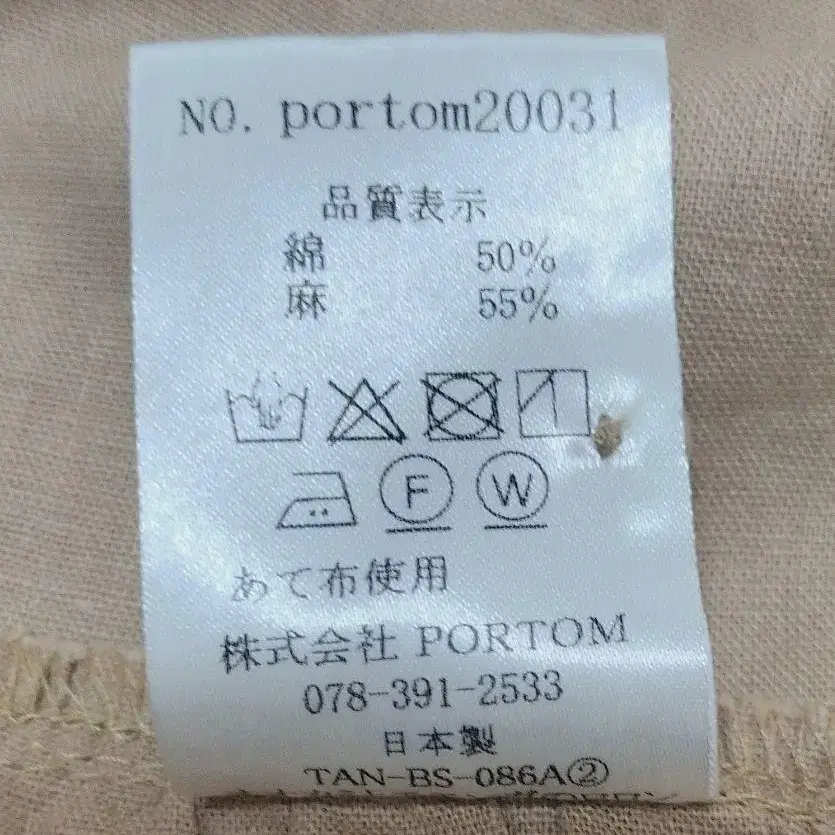 NO. portom20031
品質表示
綿 50%
麻 55%
F W
あて布使用
株式会社 PORTOM
078-391-2533
日本製
TAN-BS-086A②